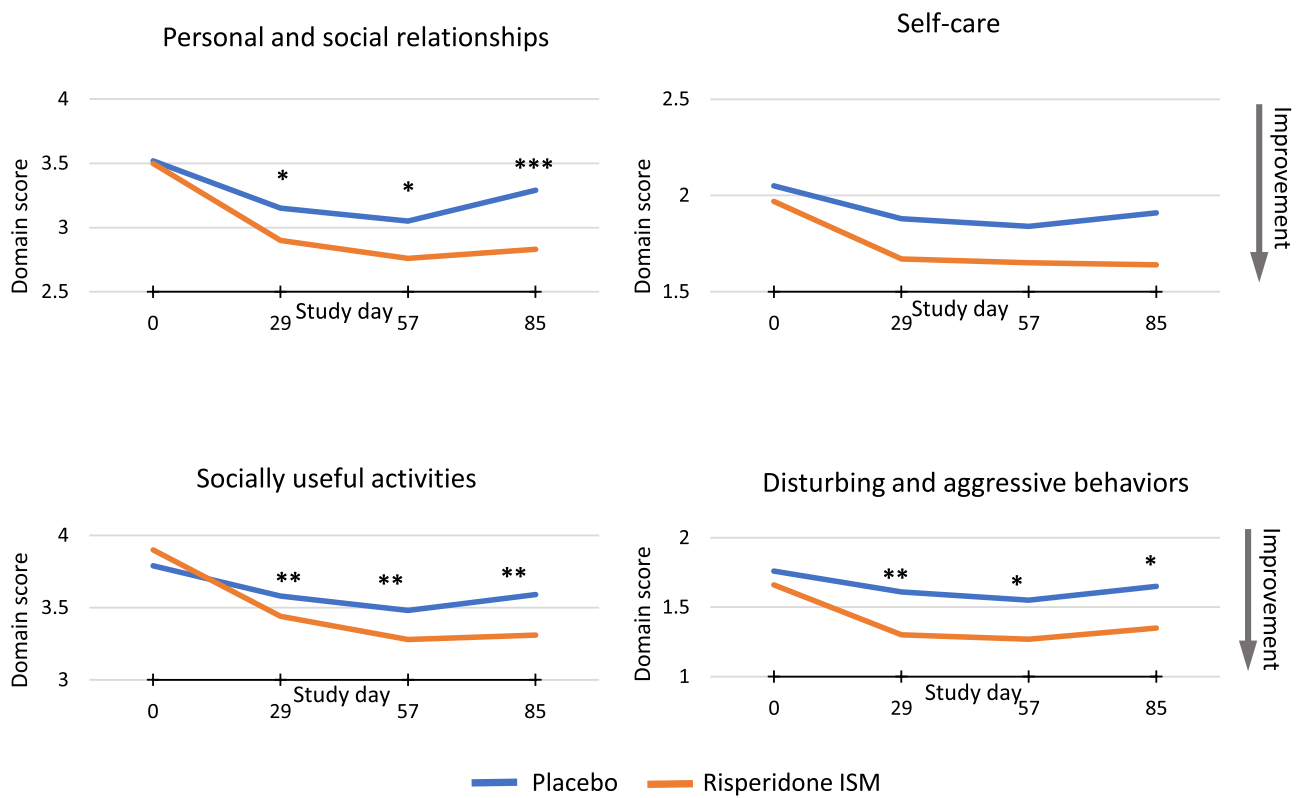 Personal and social relationships
4
3.5
3
2.5
Domain score
* * ***
0 29 57 85
Study day
Self-care
2.5
2
1.5
Domain score
0 29 57 85
Study day
Improvement
Socially useful activities
4
3.5
3
Domain score
** ** **
0 29 57 85
Study day
Disturbing and aggressive behaviors
2
1.5
1
Domain score
** * *
0 29 57 85
Study day
Improvement
Placebo Risperidone ISM